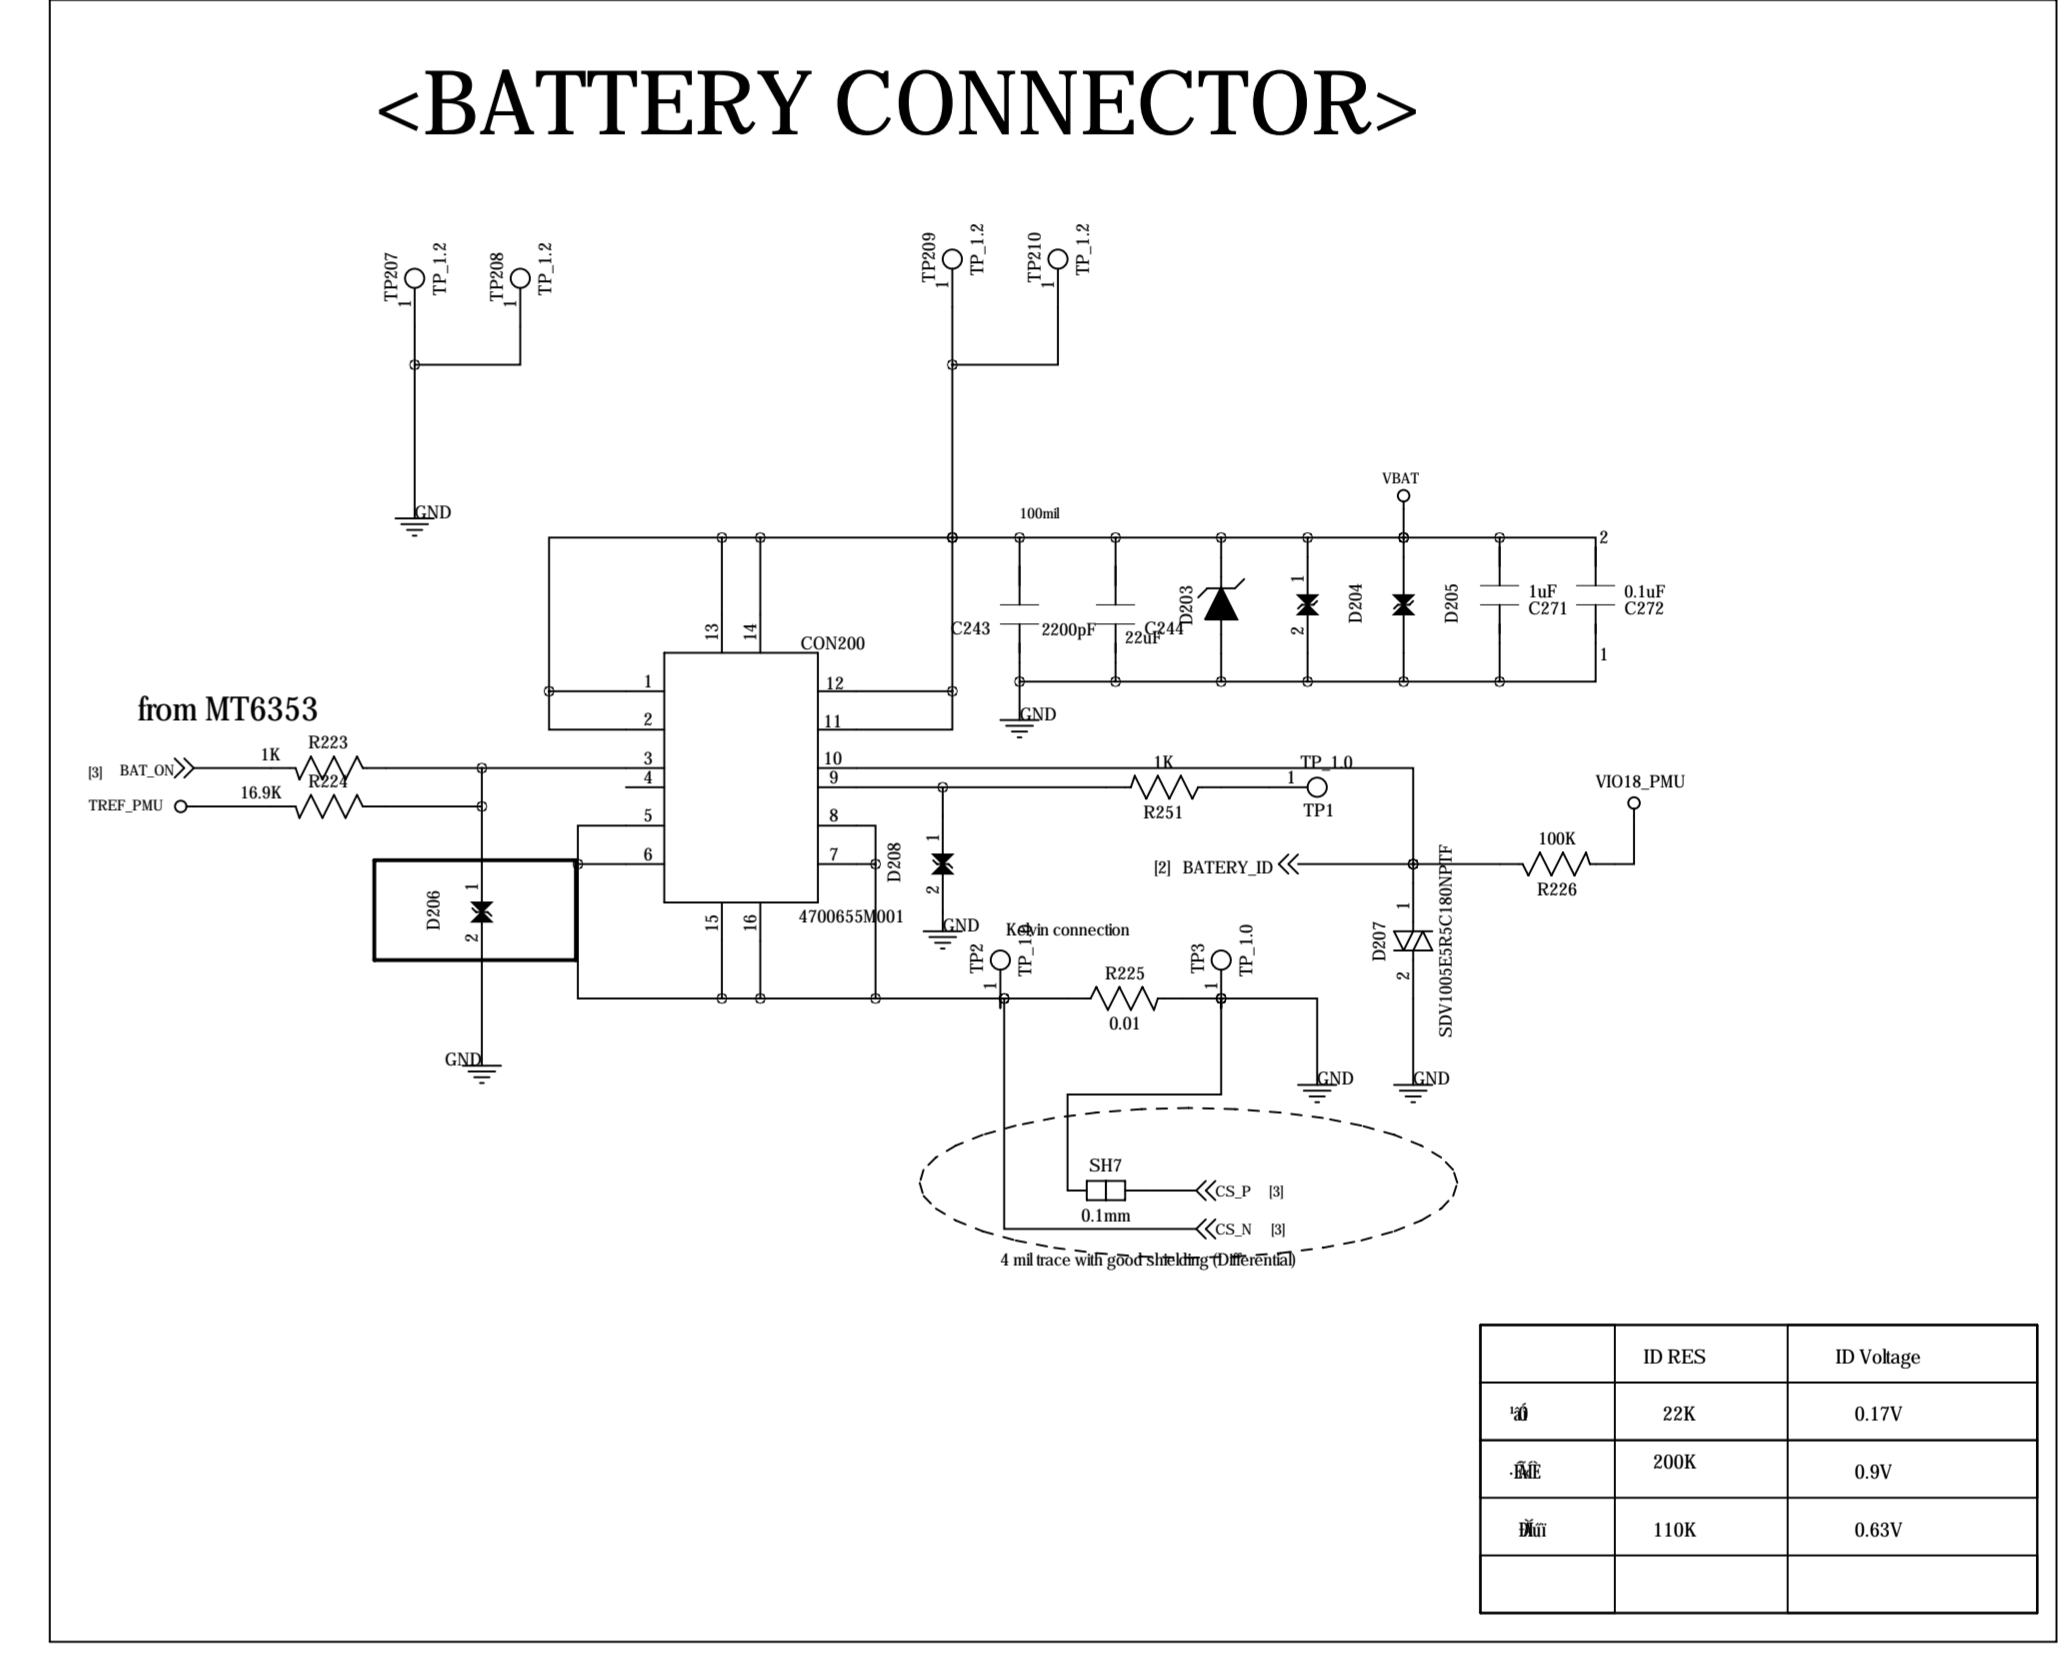 <BATTERY CONNECTOR>
TP207
1
TP_1.2
TP208
1
TP_1.2
TP209
1
TP_1.2
TP210
1
TP_1.2
GND
100mil
VBAT
13
14
CON200
C243
2200pF
C244
22uF
D203
1
2
D204
D205
1uF
C271
2
0.1uF
C272
1
GND
from MT6353
[3] BAT_ON
1K
R223
TREF_PMU
16.9K
R224
1
2
3
4
5
6
12
11
10
9
8
7
15
16
4700655M001
D206
1
2
GND
D208
1
2
GND
1K
R251
1
TP_1.0
TP1
[2] BATERY_ID
VIO18_PMU
100K
R226
Kelvin connection
TP2
1
TP_1.0
R225
0.01
TP3
1
TP_1.0
GND
D207
1
2
SDV1005E5R5C180NPTF
GND
SH7
0.1mm
CS_P [3]
CS_N [3]
4 mil trace with good shielding (Differential)
ID RES ID Voltage
22K 0.17V
200K 0.9V
110K 0.63V